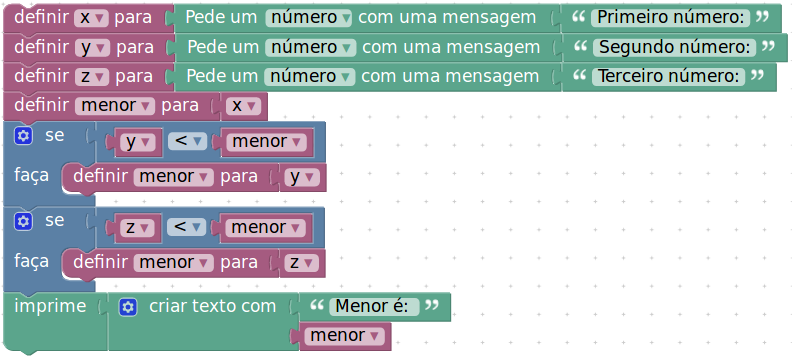 definir x para Pede um número com uma mensagem “ Primeiro número: ”
definir y para Pede um número com uma mensagem “ Segundo número: ”
definir z para Pede um número com uma mensagem “ Terceiro número: ”
definir menor para x
se y < menor
faça definir menor para y
se z < menor
faça definir menor para z
imprime criar texto com “ Menor é: ”
menor